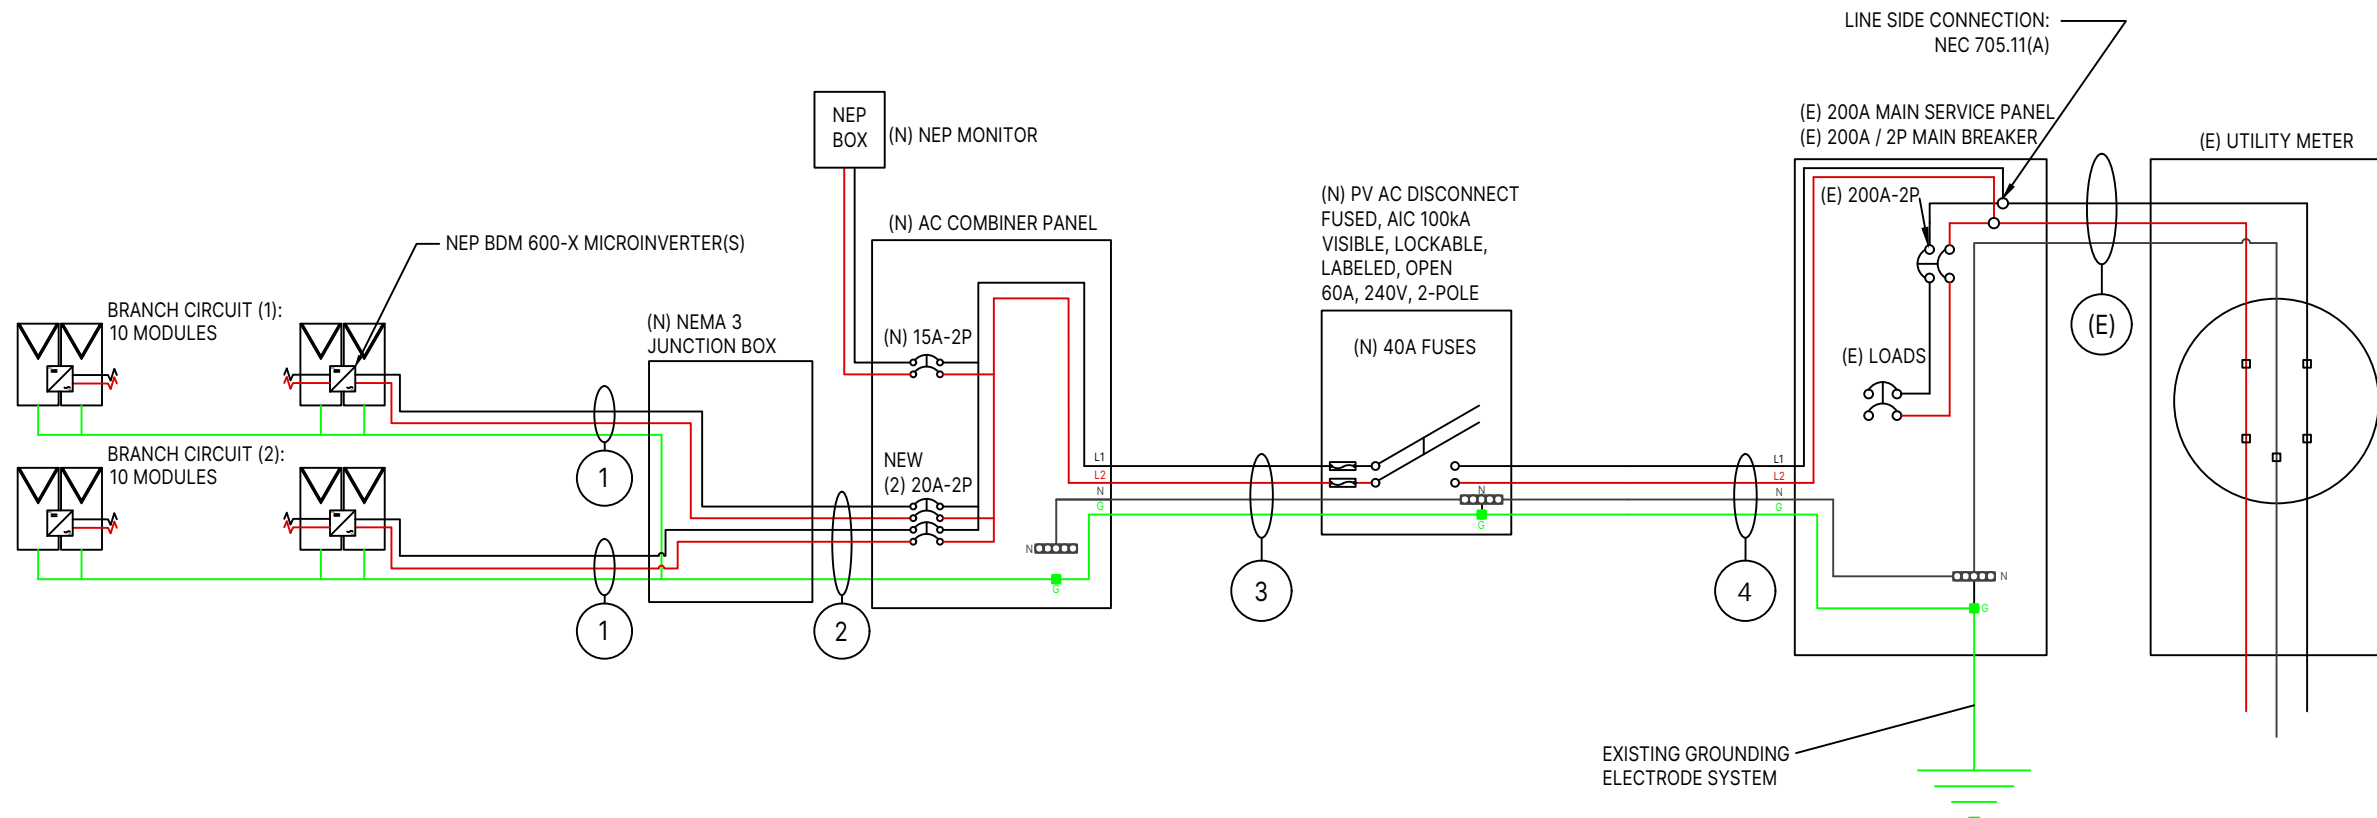 LINE SIDE CONNECTION:
NEC 705.11(A)
NEP
BOX
(N) NEP MONITOR
(E) 200A MAIN SERVICE PANEL
(E) 200A / 2P MAIN BREAKER
(E) UTILITY METER
(N) PV AC DISCONNECT
FUSED, AIC 100kA
VISIBLE, LOCKABLE,
LABELED, OPEN
60A, 240V, 2-POLE
(E) 200A-2P
(N) AC COMBINER PANEL
NEP BDM 600-X MICROINVERTER(S)
BRANCH CIRCUIT (1):
10 MODULES
(N) NEMA 3
JUNCTION BOX
(N) 15A-2P
(N) 40A FUSES
(E)
(E) LOADS
BRANCH CIRCUIT (2):
10 MODULES
1
NEW
(2) 20A-2P
L1
L2
N
G
N
G
L1
L2
N
G
N
G
N
G
1
2
3
4
EXISTING GROUNDING
ELECTRODE SYSTEM